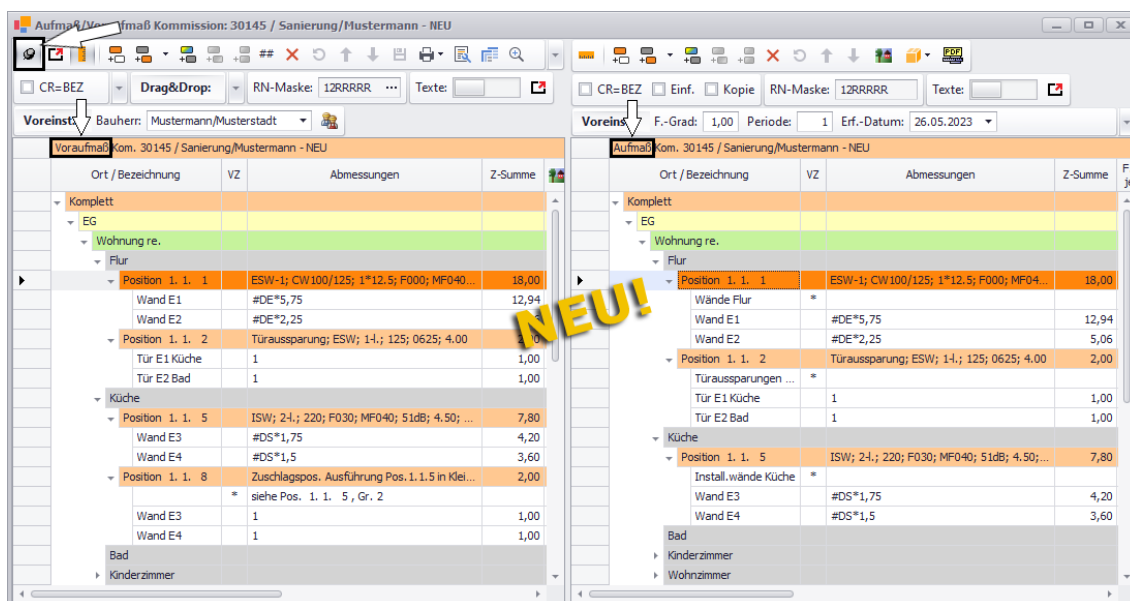 Aufmaß/Voraufmaß Kommission: 30145 / Sanierung/Mustermann - NEU
##
PDF
CR=BEZ Drag&Drop: RN-Maske: 12RRRRR ... Texte:
CR=BEZ Einf. Kopie RN-Maske: 12RRRRR Texte:
Bauherr: Mustermann/Musterstadt
F.-Grad: 1,00 Periode: 1 Erf.-Datum: 26.05.2023
Voraufmaß Kom. 30145 / Sanierung/Mustermann - NEU
Ort / Bezeichnung VZ Abmessungen Z-Summe
Komplett
EG
Wohnung re.
Flur
Position 1. 1. 1 ESW-1; CW100/125; 1*12.5; F000; MF040... 18,00
Wand E1 #DE*5,75 12,94
Wand E2 #DE*2,25
Position 1. 1. 2 Türaussparung; ESW; 1-l.; 125; 0625; 4.00
Tür E1 Küche 1 1,00
Tür E2 Bad 1 1,00
Küche
Position 1. 1. 5 ISW; 2-l.; 220; F030; MF040; 51dB; 4.50; ... 7,80
Wand E3 #DS*1,75 4,20
Wand E4 #DS*1,5 3,60
Position 1. 1. 8 Zuschlagspos. Ausführung Pos.1.1.5 in Klei... 2,00
* siehe Pos. 1. 1. 5 , Gr. 2
Wand E3 1 1,00
Wand E4 1 1,00
Bad
Kinderzimmer
Aufmaß Kom. 30145 / Sanierung/Mustermann - NEU
Ort / Bezeichnung VZ Abmessungen Z-Summe
Komplett
EG
Wohnung re.
Flur
Position 1. 1. 1 ESW-1; CW100/125; 1*12.5; F000; MF04... 18,00
Wände Flur *
Wand E1 #DE*5,75 12,94
Wand E2 #DE*2,25 5,06
Position 1. 1. 2 Türaussparung; ESW; 1-l.; 125; 0625; 4.00 2,00
Türaussparungen ... *
Tür E1 Küche 1 1,00
Tür E2 Bad 1 1,00
Küche
Position 1. 1. 5 ISW; 2-l.; 220; F030; MF040; 51dB; 4.50;... 7,80
Install.wände Küche *
Wand E3 #DS*1,75 4,20
Wand E4 #DS*1,5 3,60
Bad
Kinderzimmer
Wohnzimmer
NEU!